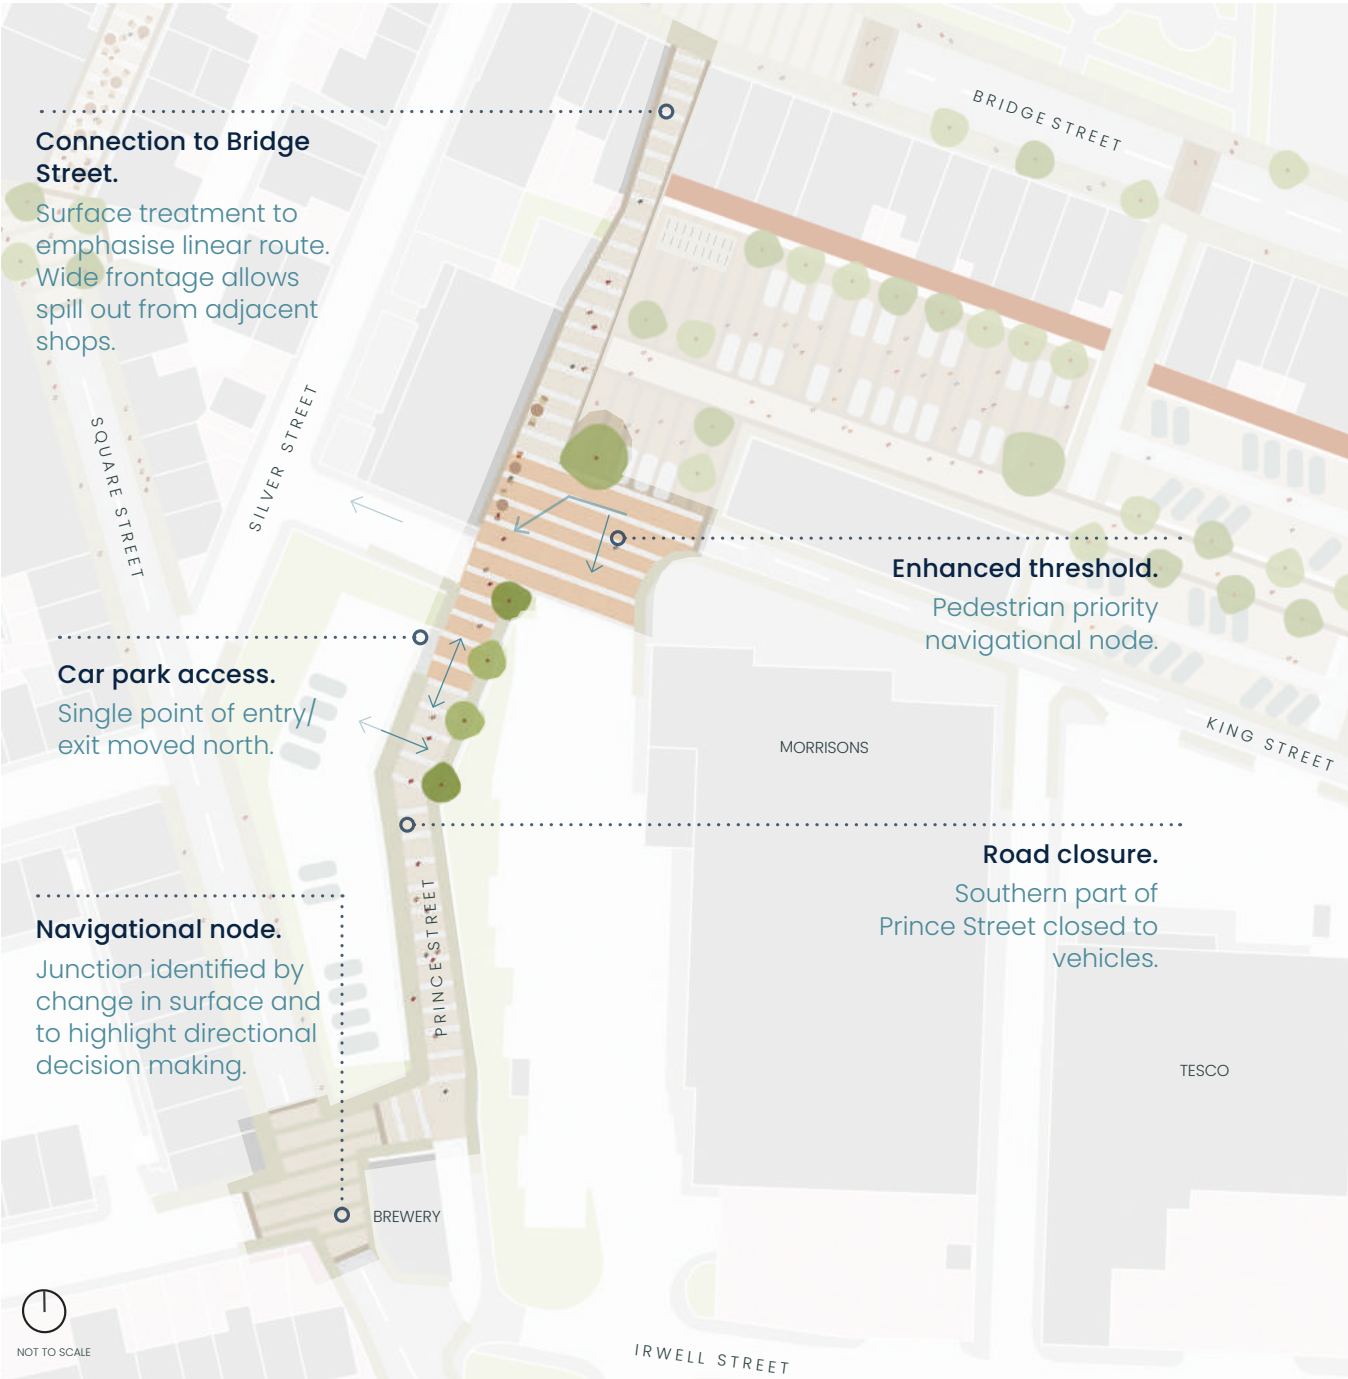 BRIDGE STREET
Connection to Bridge
Street.
Surface treatment to
emphasise linear route.
Wide frontage allows
spill out from adjacent
shops.
SQUARE STREET
SILVER STREET
Enhanced threshold.
Pedestrian priority
navigational node.
Car park access.
Single point of entry/
exit moved north.
KING STREET
MORRISONS
Road closure.
Southern part of
Prince Street closed to
vehicles.
PRINCE STREET
Navigational node.
Junction identified by
change in surface and
to highlight directional
decision making.
TESCO
BREWERY
NOT TO SCALE
IRWELL STREET